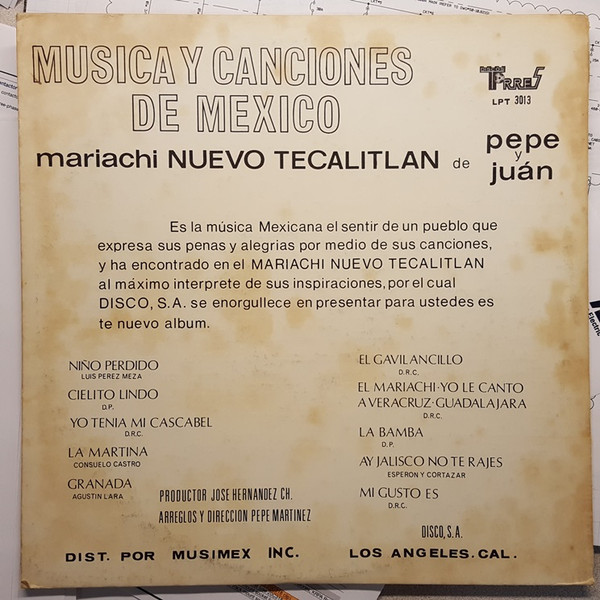 MUSICA Y CANCIONES
DE MEXICO
TFRRES
LPT 3013
mariachi NUEVO TECALITLAN de pepe y juán
Es la música Mexicana el sentir de un pueblo que
expresa sus penas y alegrias por medio de sus canciones,
y ha encontrado en el MARIACHI NUEVO TECALITLAN
al máximo interprete de sus inspiraciones, por el cual
DISCO, S.A. se enorgullece en presentar para ustedes es
te nuevo album.
NIÑO PERDIDO
LUIS PEREZ MEZA
CIELITO LINDO
D.P.
YO TENIA MI CASCABEL
D.R.C.
LA MARTINA
CONSUELO CASTRO
GRANADA
AGUSTIN LARA
EL GAVILANCILLO
D.R.C.
EL MARIACHI·YO LE CANTO
A VERACRUZ·GUADALAJARA
D.R.C.
LA BAMBA
D.P.
AY JALISCO NO TE RAJES
ESPERON Y CORTAZAR
MI GUSTO ES
D.R.C.
PRODUCTOR JOSE HERNANDEZ CH.
ARREGLOS Y DIRECCION PEPE MARTINEZ
DISCO, S.A.
DIST. POR MUSIMEX INC. LOS ANGELES. CAL.